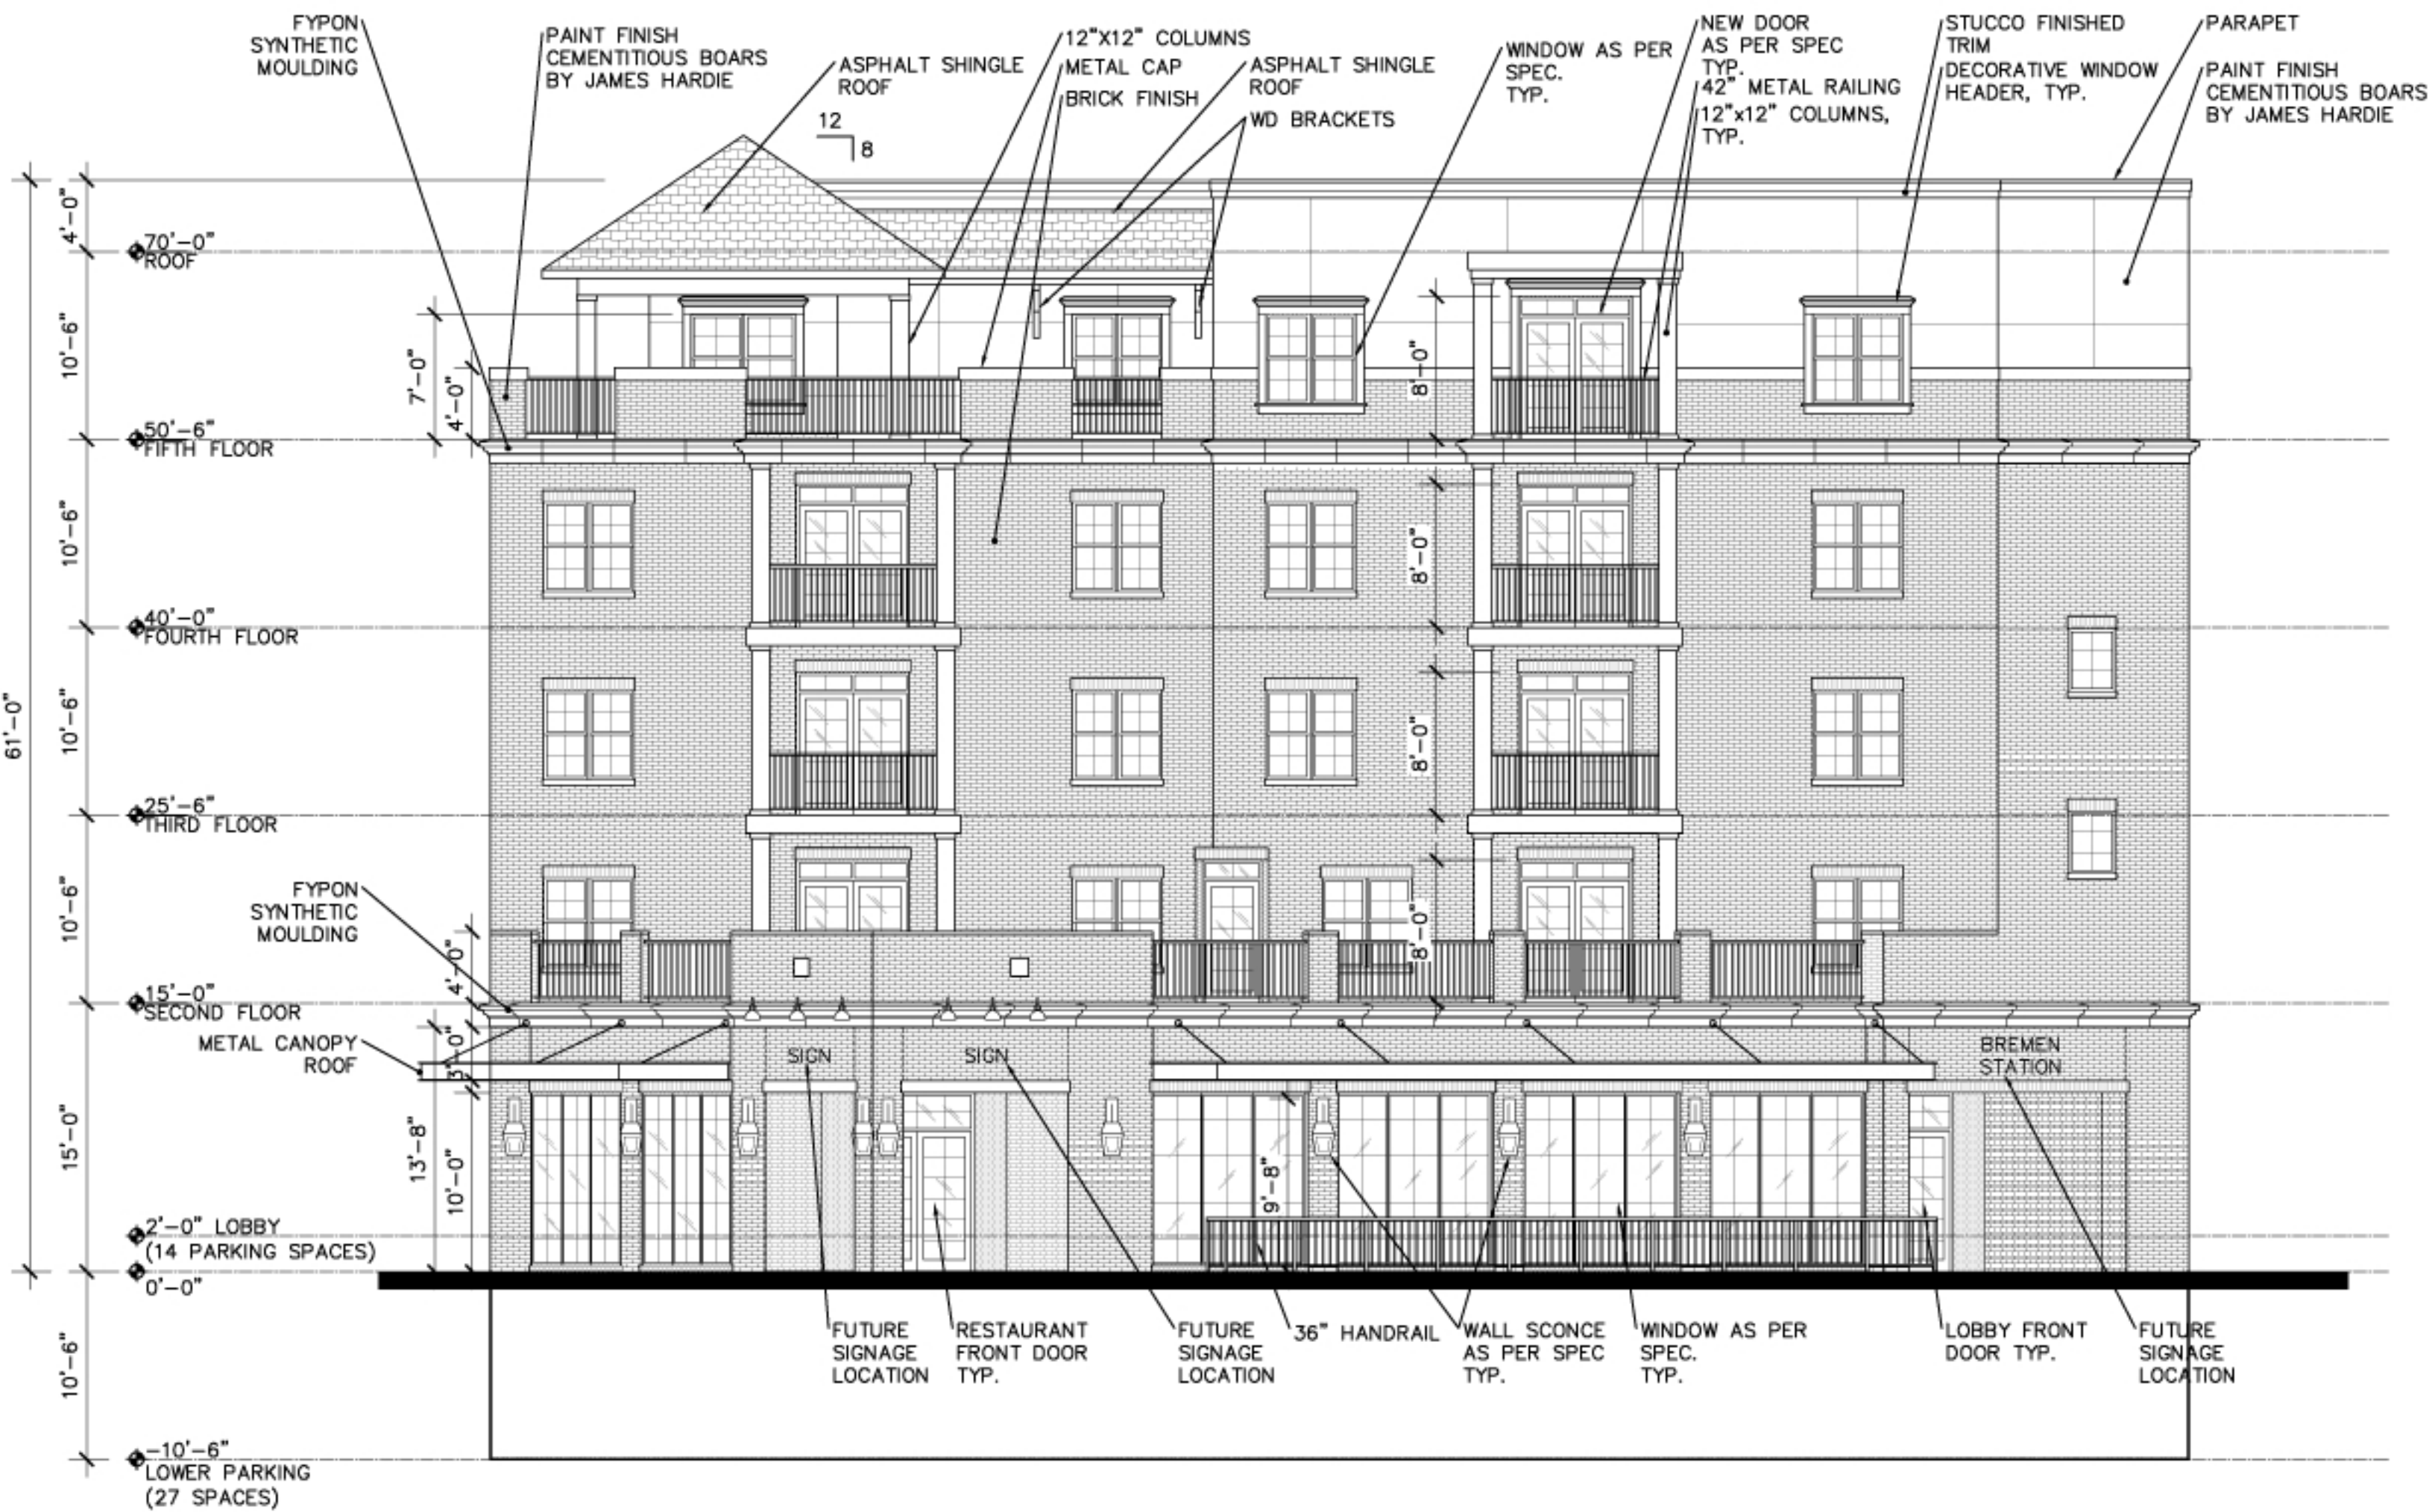 FYPON
SYNTHETIC
MOULDING
PAINT FINISH
CEMENTITIOUS BOARS
BY JAMES HARDIE
ASPHALT SHINGLE
ROOF
12"X12" COLUMNS
METAL CAP
BRICK FINISH
ASPHALT SHINGLE
ROOF
WD BRACKETS
WINDOW AS PER
SPEC.
TYP.
NEW DOOR
AS PER SPEC
TYP.
42" METAL RAILING
12"x12" COLUMNS,
TYP.
STUCCO FINISHED
TRIM
DECORATIVE WINDOW
HEADER, TYP.
PARAPET
PAINT FINISH
CEMENTITIOUS BOARS
BY JAMES HARDIE
12
8
4'-0"
70'-0"
ROOF
10'-6"
7'-0"
4'-0"
8'-0"
50'-6"
FIFTH FLOOR
10'-6"
8'-0"
40'-0"
FOURTH FLOOR
61'-0"
10'-6"
8'-0"
25'-6"
THIRD FLOOR
10'-6"
FYPON
SYNTHETIC
MOULDING
4'-0"
8'-0"
15'-0"
SECOND FLOOR
METAL CANOPY
ROOF
3'-0"
SIGN
SIGN
BREMEN
STATION
15'-0"
13'-8"
10'-0"
9'-8"
2'-0" LOBBY
(14 PARKING SPACES)
0'-0"
FUTURE
SIGNAGE
LOCATION
RESTAURANT
FRONT DOOR
TYP.
FUTURE
SIGNAGE
LOCATION
36" HANDRAIL
WALL SCONCE
AS PER SPEC
TYP.
WINDOW AS PER
SPEC.
TYP.
LOBBY FRONT
DOOR TYP.
FUTURE
SIGNAGE
LOCATION
10'-6"
-10'-6"
LOWER PARKING
(27 SPACES)